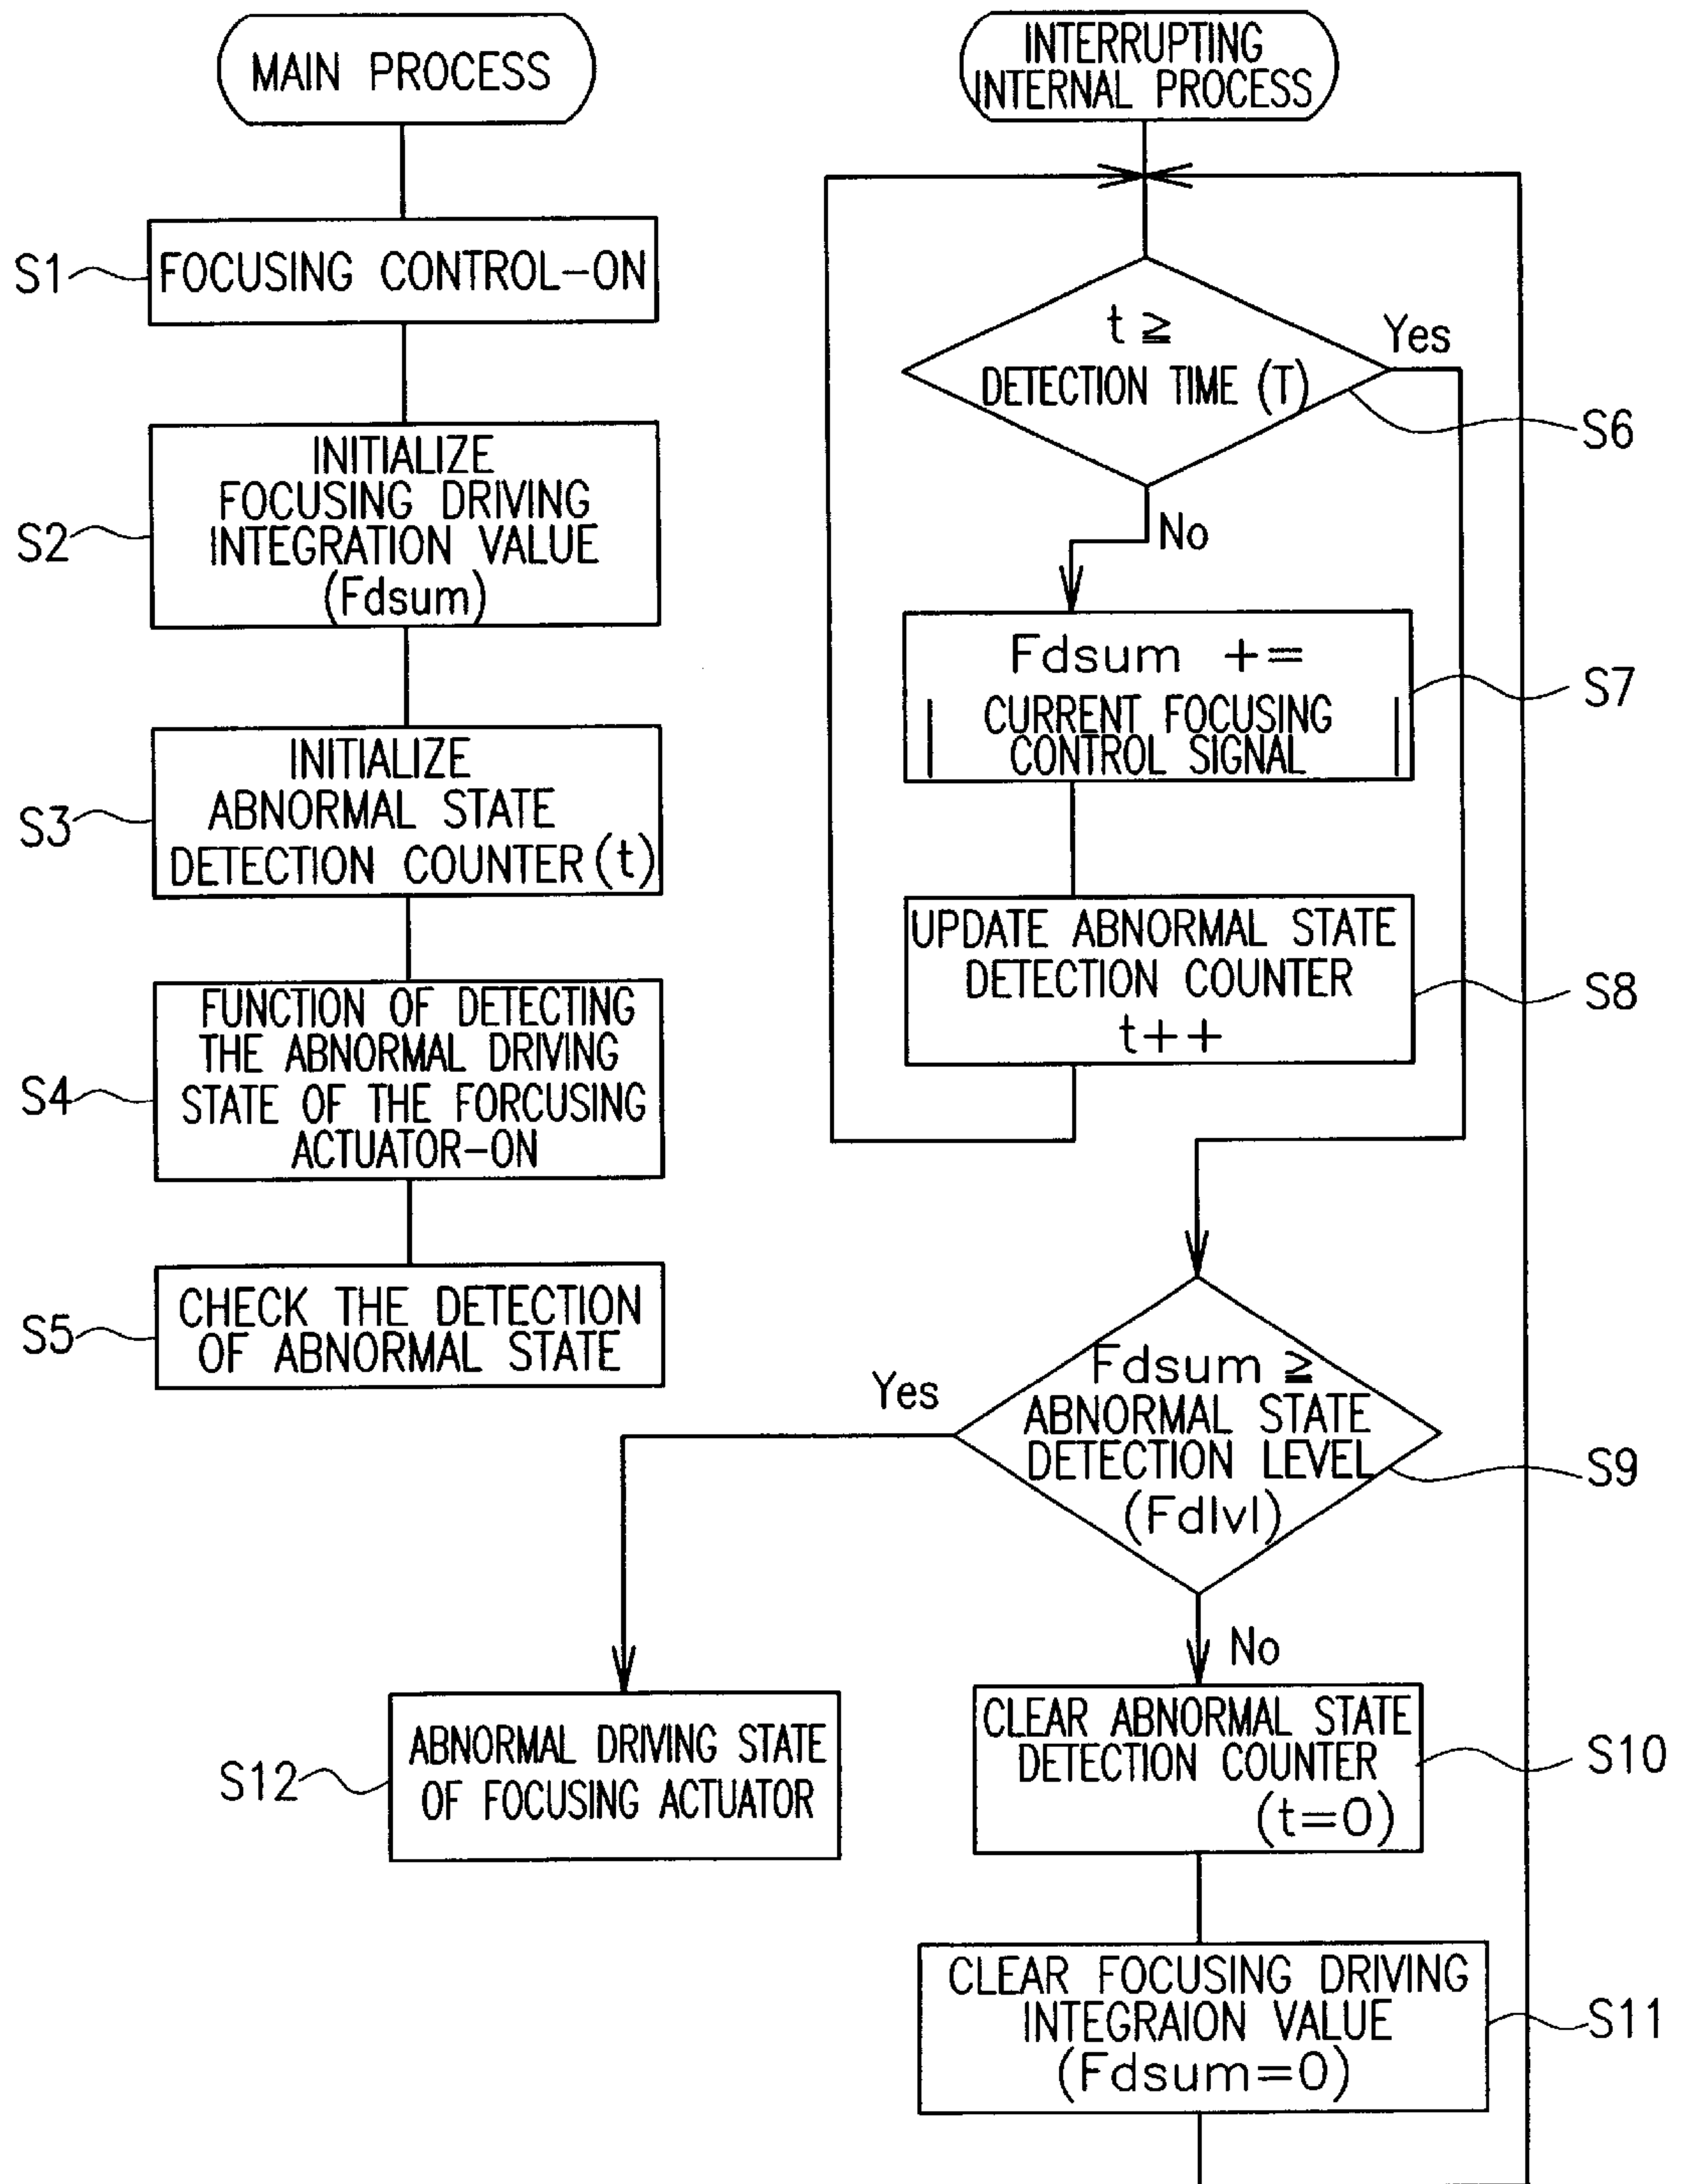 MAIN PROCESS
S1
FOCUSING CONTROL-ON
S2
INITIALIZE
FOCUSING DRIVING
INTEGRATION VALUE
(Fdsum)
S3
INITIALIZE
ABNORMAL STATE
DETECTION COUNTER (t)
S4
FUNCTION OF DETECTING
THE ABNORMAL DRIVING
STATE OF THE FORCUSING
ACTUATOR-ON
S5
CHECK THE DETECTION
OF ABNORMAL STATE
INTERRUPTING
INTERNAL PROCESS
t ≧
DETECTION TIME (T)
Yes
S6
No
Fdsum +=
| CURRENT FOCUSING
CONTROL SIGNAL |
S7
UPDATE ABNORMAL STATE
DETECTION COUNTER
t++
S8
Fdsum ≧
ABNORMAL STATE
DETECTION LEVEL
(Fdlvl)
Yes
S9
No
S12
ABNORMAL DRIVING STATE
OF FOCUSING ACTUATOR
CLEAR ABNORMAL STATE
DETECTION COUNTER
(t=0)
S10
CLEAR FOCUSING DRIVING
INTEGRAION VALUE
(Fdsum=0)
S11